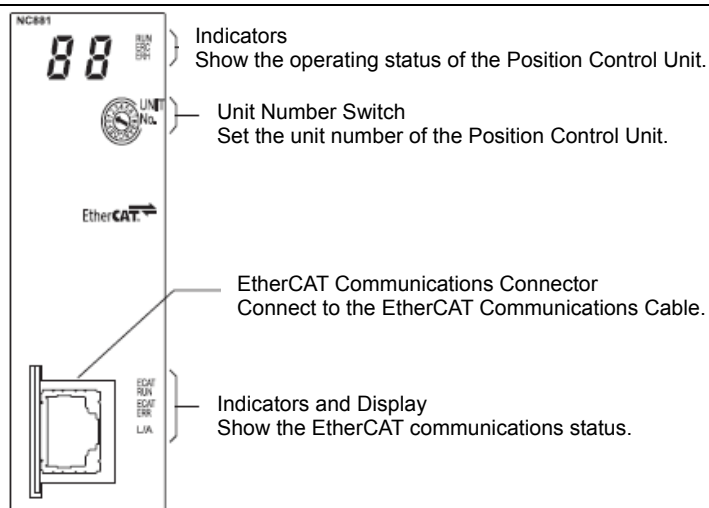 NC881
88
RUN
ERC
ERH
Indicators
Show the operating status of the Position Control Unit.
UNIT
No.
Unit Number Switch
Set the unit number of the Position Control Unit.
EtherCAT
EtherCAT Communications Connector
Connect to the EtherCAT Communications Cable.
ECAT
RUN
ECAT
ERR
L/A
Indicators and Display
Show the EtherCAT communications status.